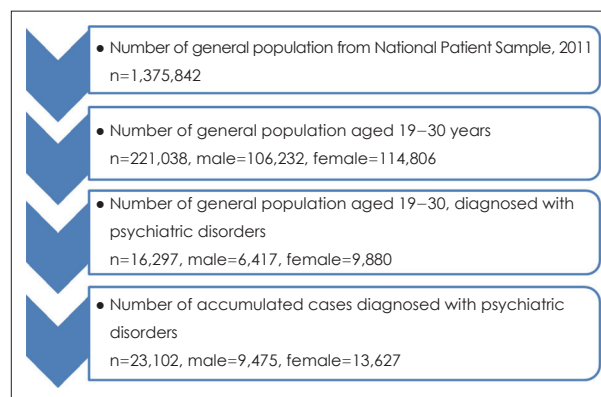 ● Number of general population from National Patient Sample, 2011
n=1,375,842
● Number of general population aged 19–30 years
n=221,038, male=106,232, female=114,806
● Number of general population aged 19–30, diagnosed with
psychiatric disorders
n=16,297, male=6,417, female=9,880
● Number of accumulated cases diagnosed with psychiatric
disorders
n=23,102, male=9,475, female=13,627